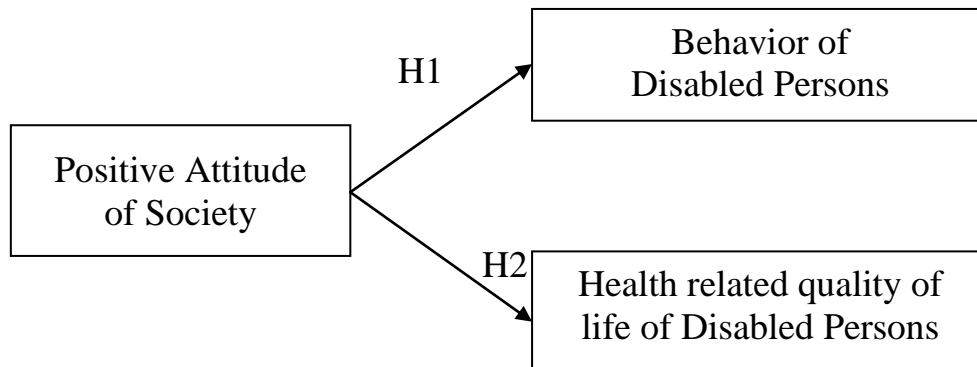 Behavior of
Disabled Persons
H1
Positive Attitude
of Society
H2
Health related quality of
life of Disabled Persons